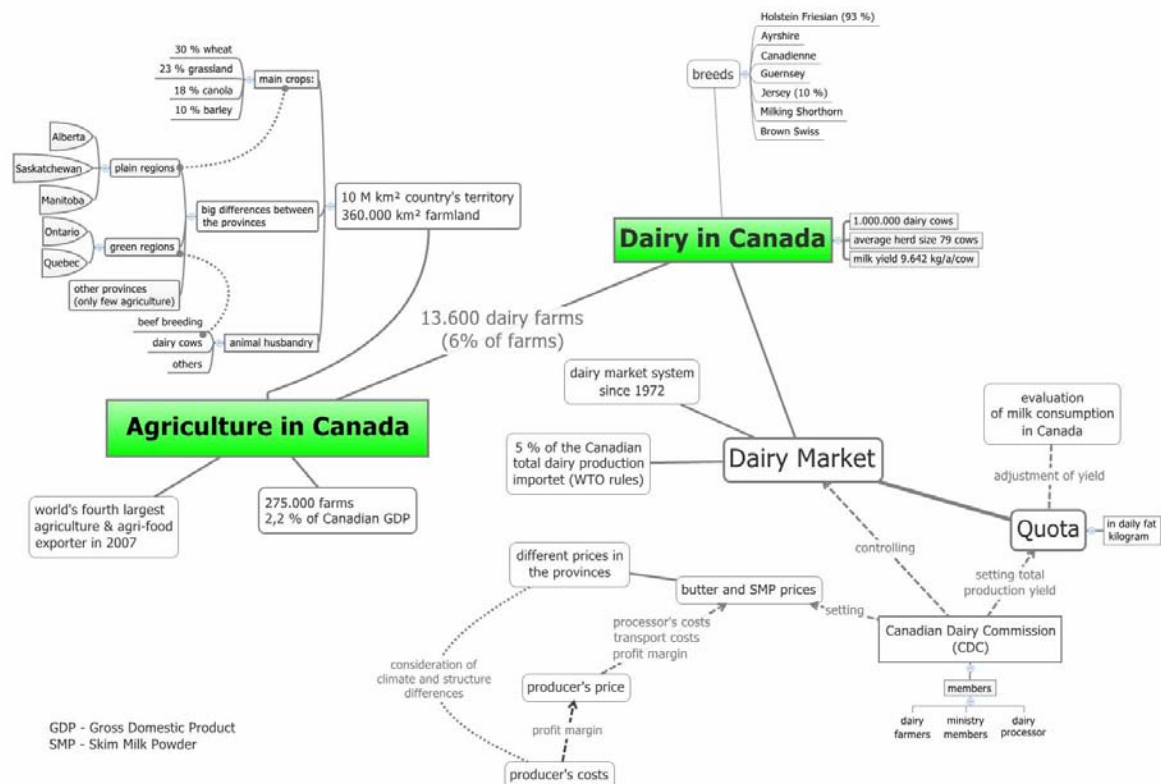 Holstein Friesian (93 %)
Ayrshire
Canadienne
Guernsey
Jersey (10 %)
Milking Shorthorn
Brown Swiss
breeds
30 % wheat
23 % grassland
18 % canola
10 % barley
main crops:
Alberta
Saskatchewan
Manitoba
plain regions
Ontario
Quebec
green regions
other provinces
(only few agriculture)
big differences between
the provinces
10 M km² country's territory
360.000 km² farmland
beef breeding
dairy cows
others
animal husbandry
Dairy in Canada
1.000.000 dairy cows
average herd size 79 cows
milk yield 9.642 kg/a/cow
13.600 dairy farms
(6% of farms)
Agriculture in Canada
world's fourth largest
agriculture & agri-food
exporter in 2007
275.000 farms
2,2 % of Canadian GDP
dairy market system
since 1972
5 % of the Canadian
total dairy production
importet (WTO rules)
Dairy Market
evaluation
of milk consumption
in Canada
adjustment of yield
Quota
in daily fat
kilogram
controlling
setting total
production yield
different prices in
the provinces
butter and SMP prices
setting
Canadian Dairy Commission
(CDC)
members
dairy
farmers
ministry
members
dairy
processor
processor's costs
transport costs
profit margin
consideration of
climate and structure
differences
producer's price
profit margin
producer's costs
GDP - Gross Domestic Product
SMP - Skim Milk Powder